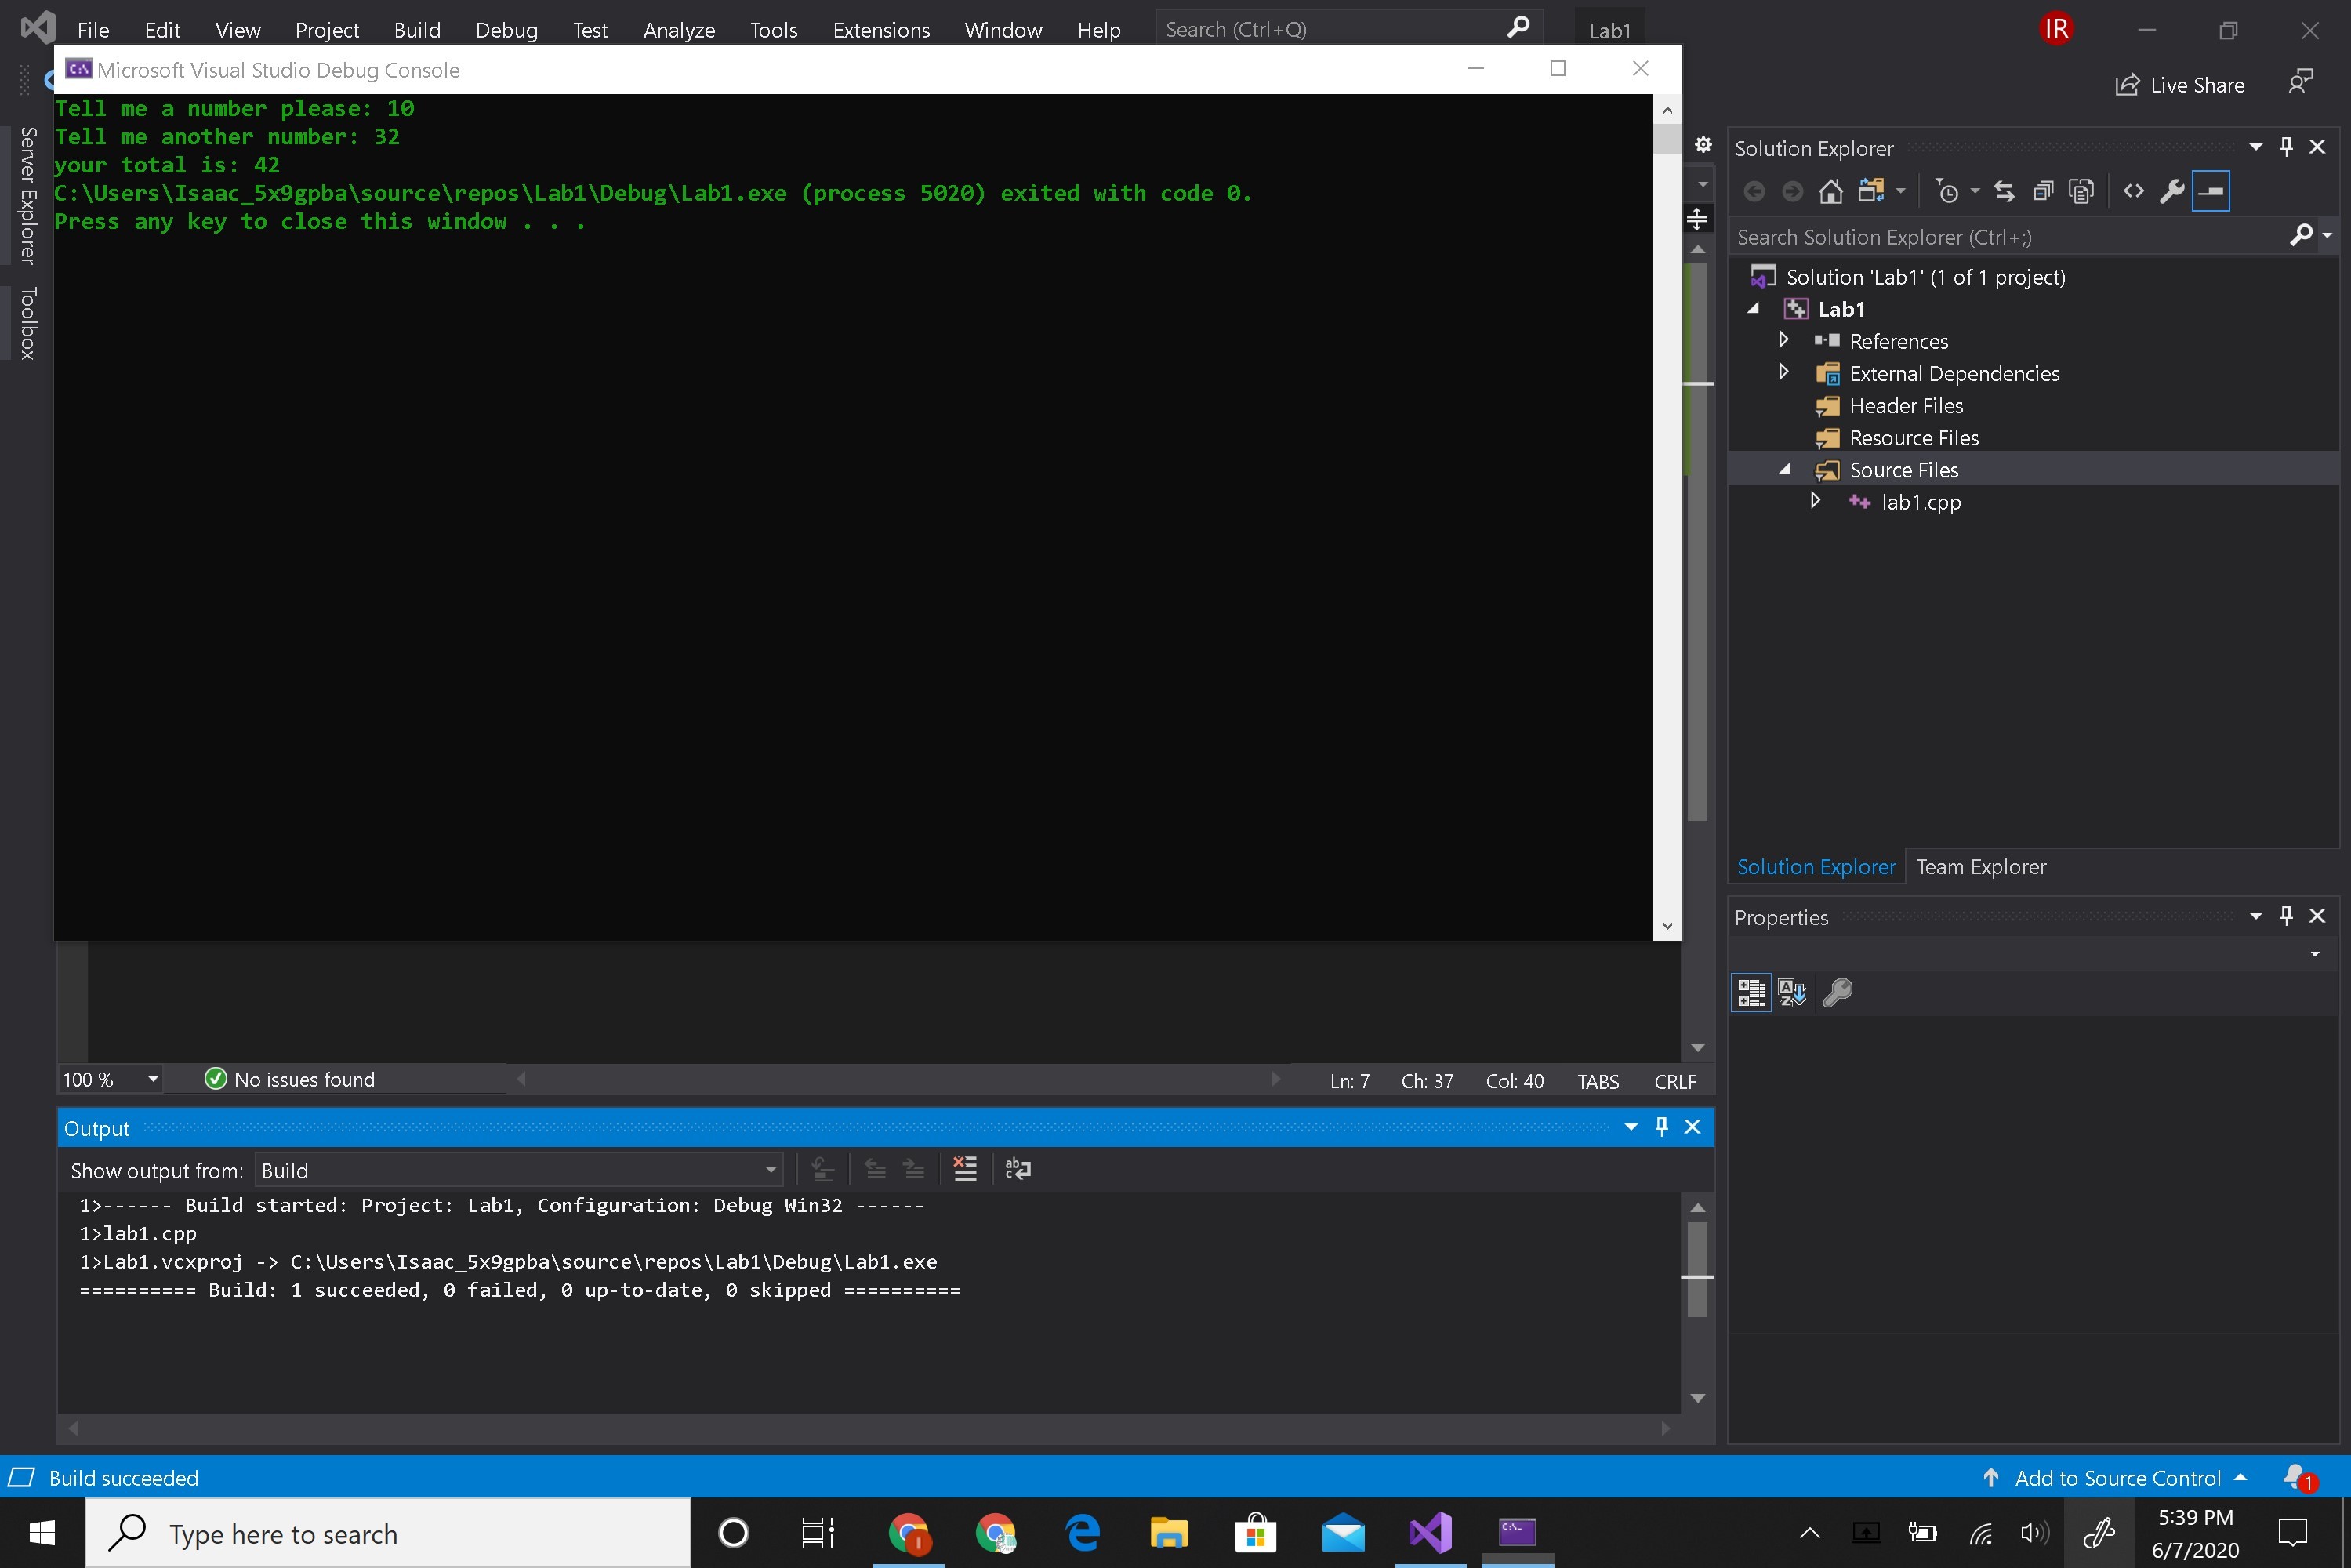 File Edit View Project Build Debug Test Analyze Tools Extensions Window Help Search (Ctrl+Q) Lab1 IR
Microsoft Visual Studio Debug Console
Live Share
Tell me a number please: 10
Tell me another number: 32
your total is: 42
C:\Users\Isaac_5x9gpba\source\repos\Lab1\Debug\Lab1.exe (process 5020) exited with code 0.
Press any key to close this window . . .
Server Explorer
Toolbox
Solution Explorer
Search Solution Explorer (Ctrl+;)
Solution 'Lab1' (1 of 1 project)
Lab1
References
External Dependencies
Header Files
Resource Files
Source Files
lab1.cpp
Solution Explorer Team Explorer
Properties
100 % No issues found Ln: 7 Ch: 37 Col: 40 TABS CRLF
Output
Show output from: Build
1>------ Build started: Project: Lab1, Configuration: Debug Win32 ------
1>lab1.cpp
1>Lab1.vcxproj -> C:\Users\Isaac_5x9gpba\source\repos\Lab1\Debug\Lab1.exe
========== Build: 1 succeeded, 0 failed, 0 up-to-date, 0 skipped ==========
Build succeeded Add to Source Control 1
Type here to search
5:39 PM
6/7/2020